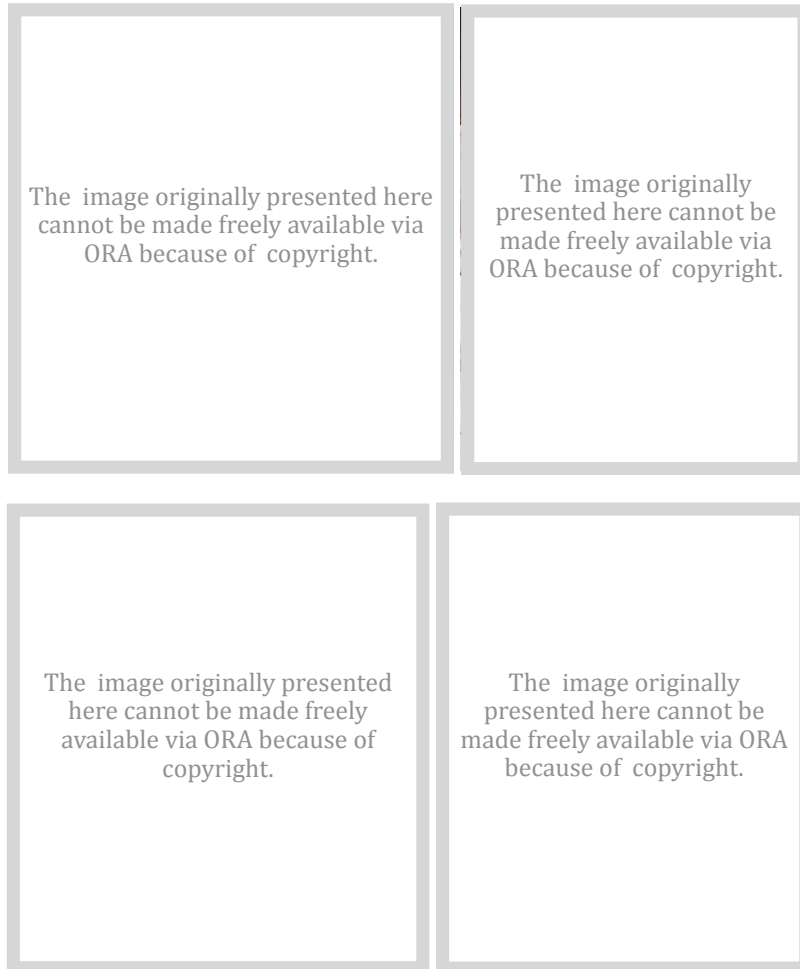 The  image originally presented here
cannot be made freely available via
ORA because of  copyright.
The  image originally
presented here cannot be
made freely available via
ORA because of  copyright.
The  image originally presented
here cannot be made freely
available via ORA because of
copyright.
The  image originally
presented here cannot be
made freely available via ORA
because of  copyright.